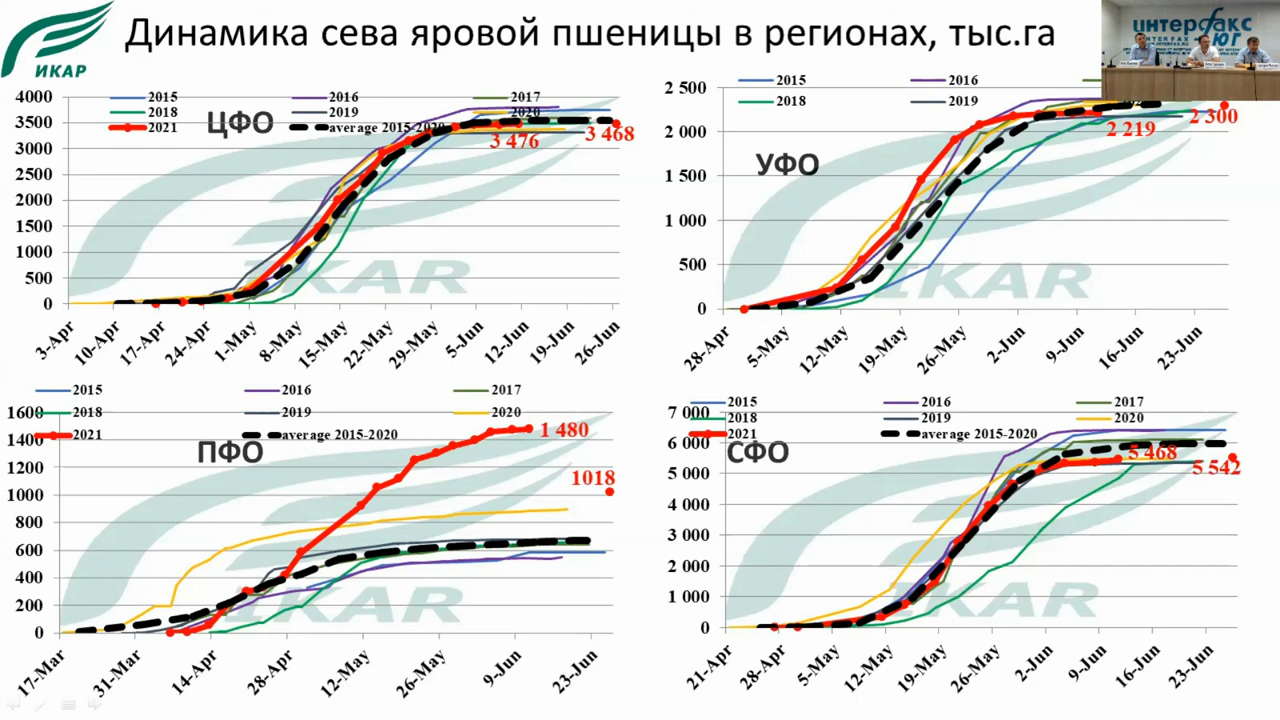 ИКАР
Динамика сева яровой пшеницы в регионах, тыс.га
интерфакс
INTERFAX
ЮГ
ЦФО
2015 2016 2017
2018 2019 2020
2021 average 2015-2020
4000
3500
3000
2500
2000
1500
1000
500
0
3 476
3 468
IKAR
3-Apr 10-Apr 17-Apr 24-Apr 1-May 8-May 15-May 22-May 29-May 5-Jun 12-Jun 19-Jun 26-Jun
УФО
2015 2016
2018 2019
2 500
2 000
1 500
1 000
500
0
2 219
2 300
IKAR
28-Apr 5-May 12-May 19-May 26-May 2-Jun 9-Jun 16-Jun 23-Jun
ПФО
2015 2016 2017
2018 2019 2020
2021 average 2015-2020
1600
1400
1200
1000
800
600
400
200
0
1 480
1018
IKAR
17-Mar 31-Mar 14-Apr 28-Apr 12-May 26-May 9-Jun 23-Jun
СФО
2015 2016 2017
2018 2019 2020
2021 average 2015-2020
7 000
6 000
5 000
4 000
3 000
2 000
1 000
0
5 468
5 542
IKAR
21-Apr 28-Apr 5-May 12-May 19-May 26-May 2-Jun 9-Jun 16-Jun 23-Jun